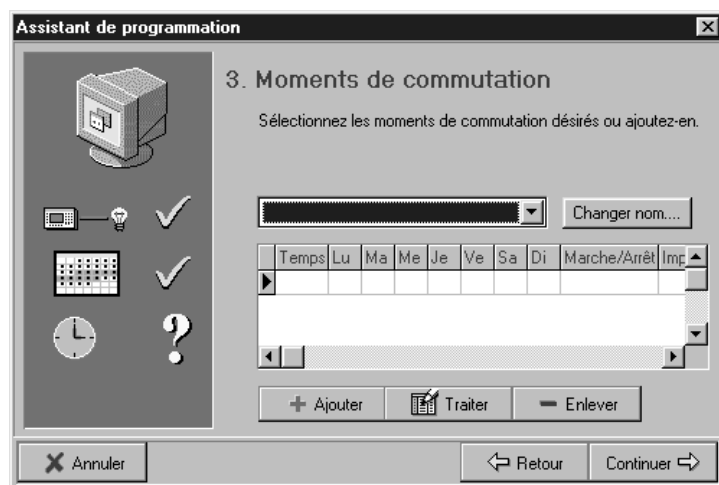 Assistant de programmation
3. Moments de commutation
Sélectionnez les moments de commutation désirés ou ajoutez-en.
Changer nom....
Temps Lu Ma Me Je Ve Sa Di Marche/Arrêt Imp
Ajouter Traiter Enlever
Annuler Retour Continuer